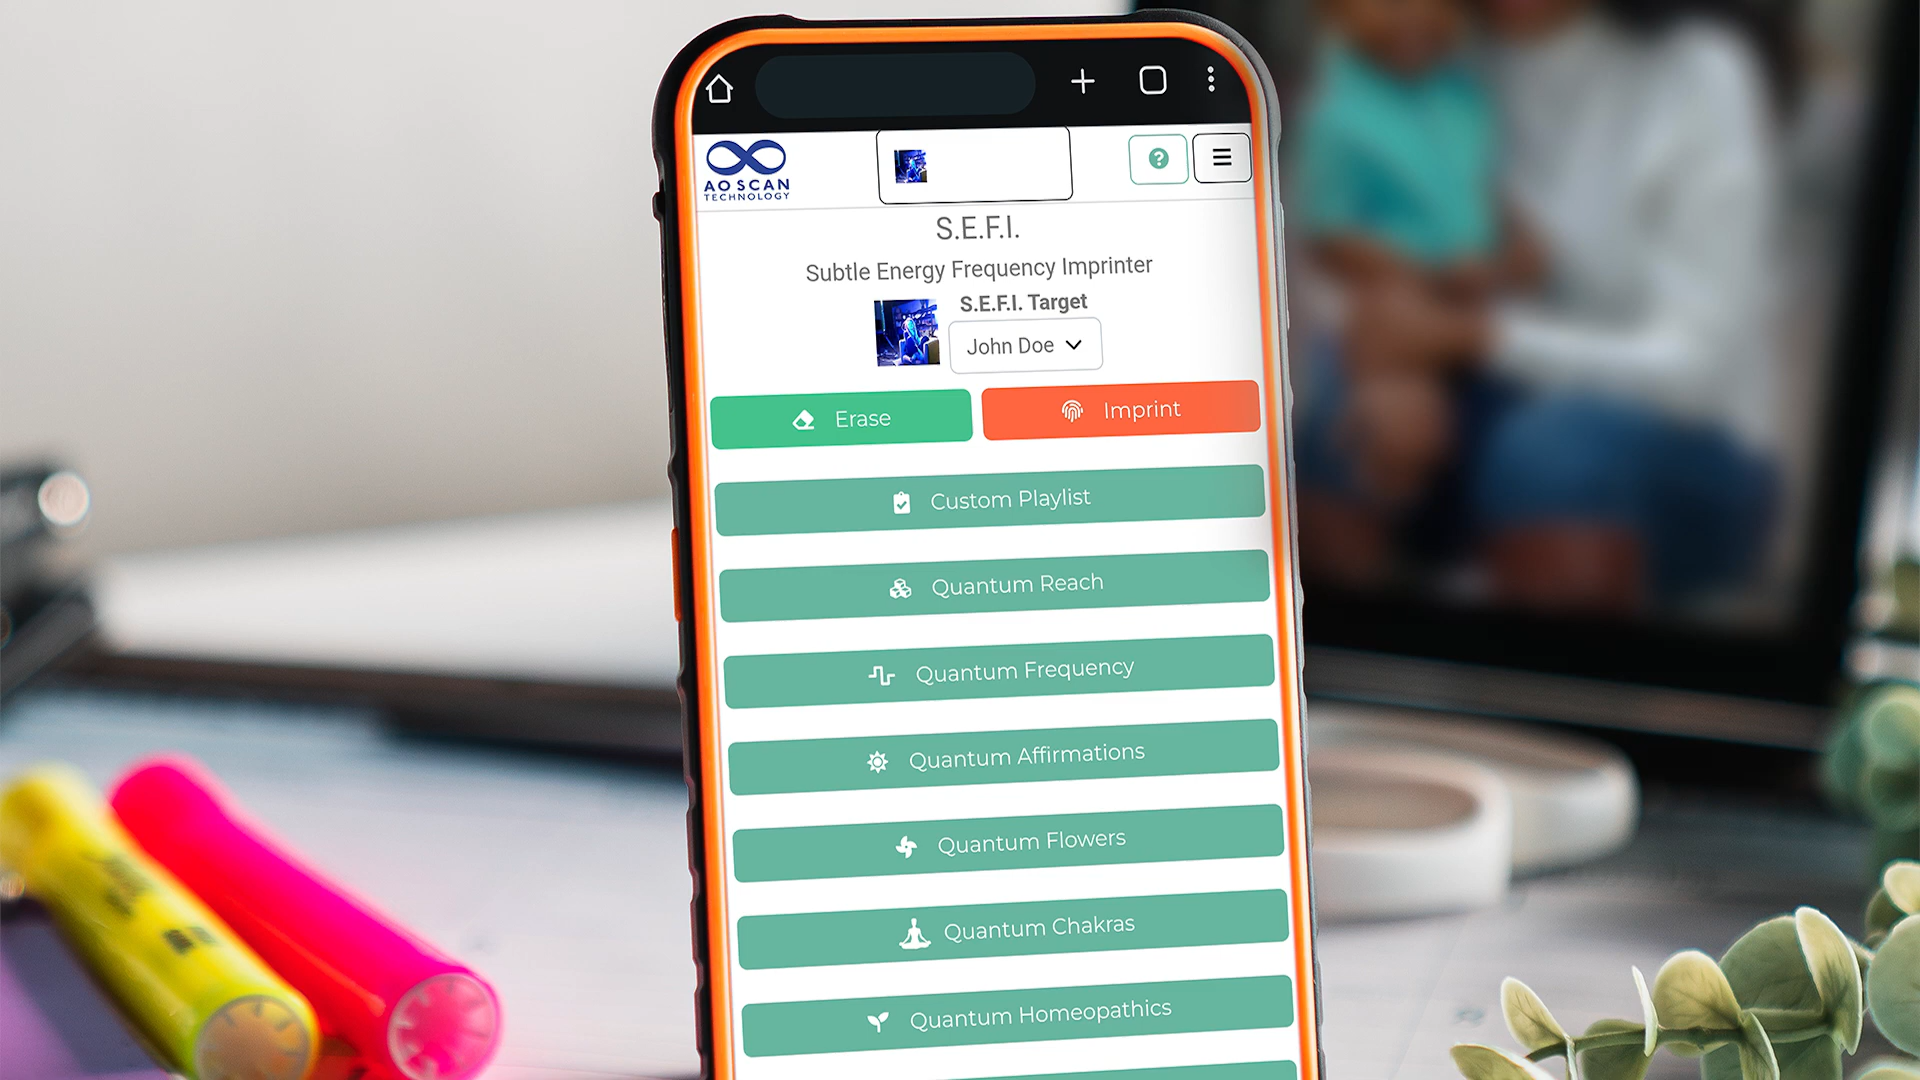 AO SCAN
TECHNOLOGY
?
S.E.F.I.
Subtle Energy Frequency Imprinter
S.E.F.I. Target
John Doe
Erase
Imprint
Custom Playlist
Quantum Reach
Quantum Frequency
Quantum Affirmations
Quantum Flowers
Quantum Chakras
Quantum Homeopathics